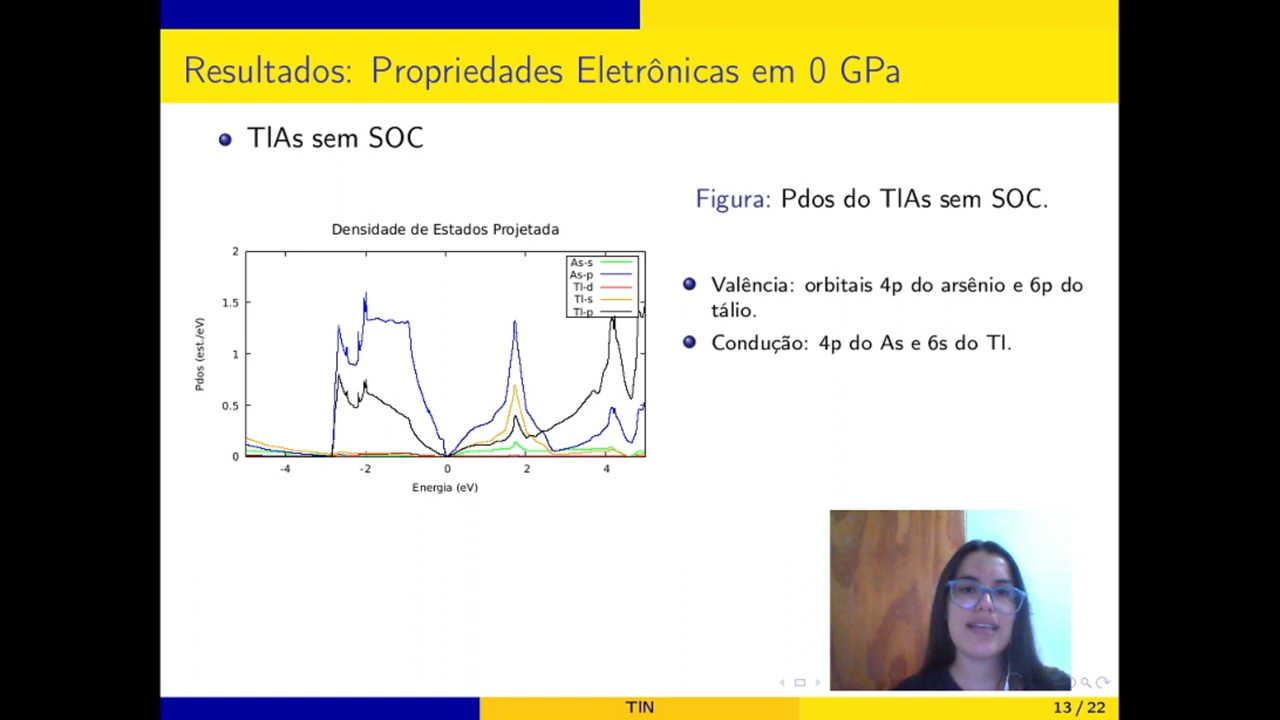 Resultados: Propriedades Eletrônicas em 0 GPa
TlAs sem SOC
Figura: Pdos do TlAs sem SOC.
Densidade de Estados Projetada
2
1.5
1
0.5
0
Pdos (est./eV)
As-s
As-p
Tl-d
Tl-s
Tl-p
-4
-2
0
2
4
Energia (eV)
Valência: orbitais 4p do arsênio e 6p do
tálio.
Condução: 4p do As e 6s do Tl.
TlN
13 / 22